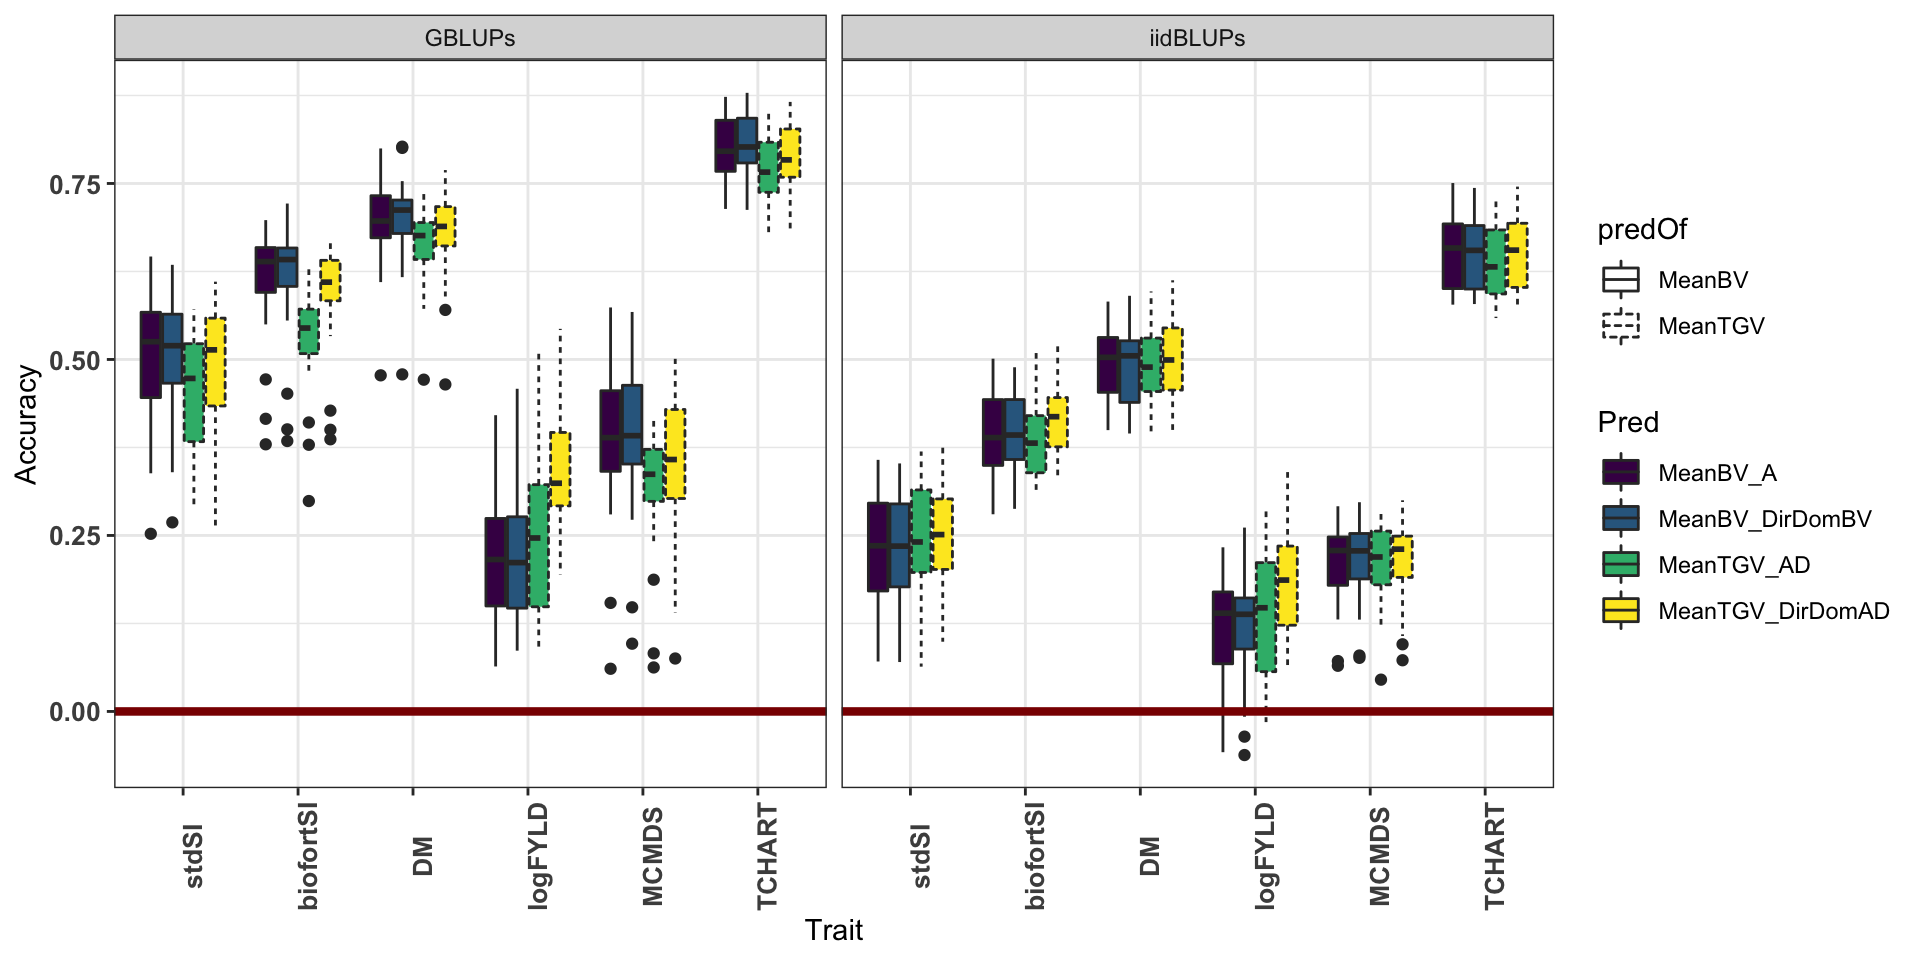 GBLUPs
iidBLUPs
Accuracy
0.75
0.50
0.25
0.00
stdSI
biofortSI
DM
logFYLD
MCMDS
TCHART
stdSI
biofortSI
DM
logFYLD
MCMDS
TCHART
Trait
predOf
MeanBV
MeanTGV
Pred
MeanBV_A
MeanBV_DirDomBV
MeanTGV_AD
MeanTGV_DirDomAD